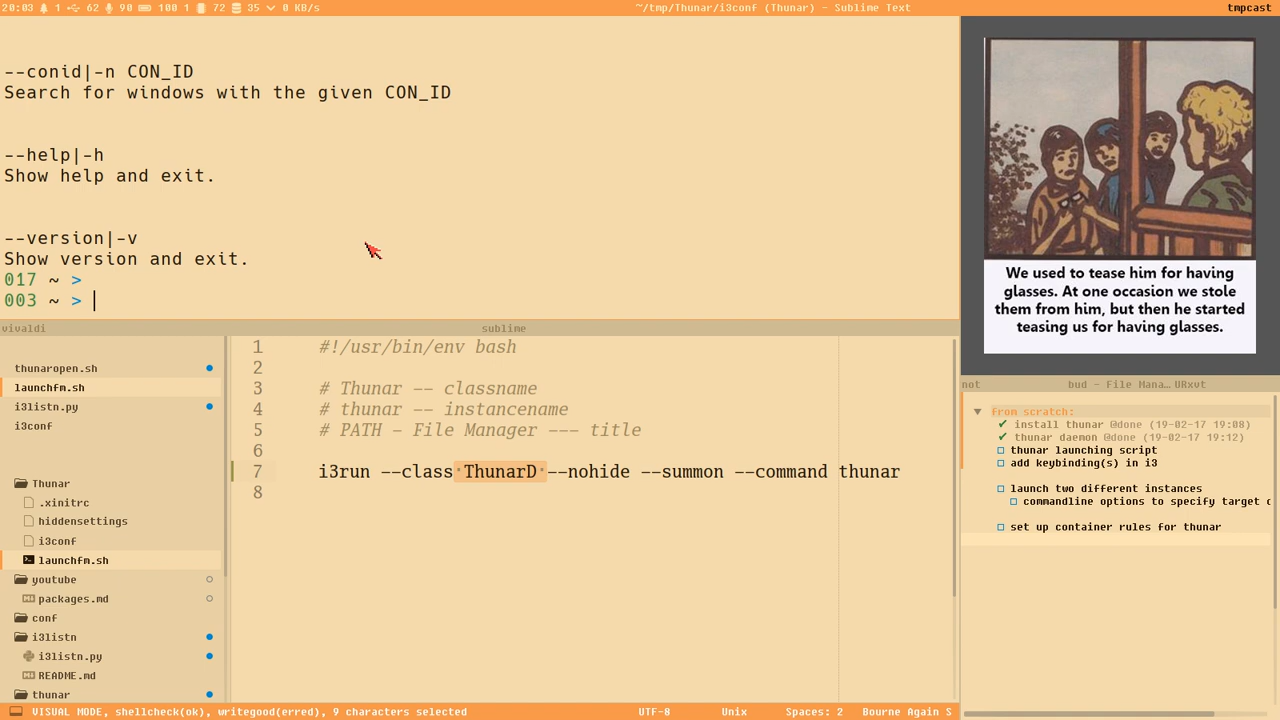 20:03 62 90 100 1 72 35 0 KB/s ~/tmp/Thunar/i3conf (Thunar) - Sublime Text tmpcast
--conid|-n CON_ID
Search for windows with the given CON_ID
--help|-h
Show help and exit.
--version|-v
Show version and exit.
017 ~ >
003 ~ >
vivaldi sublime
thunaropen.sh
launchfm.sh
i3listn.py
i3conf
Thunar
.xinitrc
hiddensettings
i3conf
launchfm.sh
youtube
packages.md
conf
i3listn
i3listn.py
README.md
thunar
1 #!/usr/bin/env bash
2
3 # Thunar -- classname
4 # thunar -- instancename
5 # PATH - File Manager --- title
6
7 i3run --class ThunarD --nohide --summon --command thunar
8
We used to tease him for having
glasses. At one occasion we stole
them from him, but then he started
teasing us for having glasses.
not bud - File Mana… URxvt
From scratch:
✔ install thunar @done (19-02-17 19:08)
✔ thunar daemon @done (19-02-17 19:12)
thunar launching script
add keybinding(s) in i3
launch two different instances
commandline options to specify target
set up container rules for thunar
VISUAL MODE, shellcheck(ok), writegood(erred), 9 characters selected UTF-8 Unix Spaces: 2 Bourne Again S